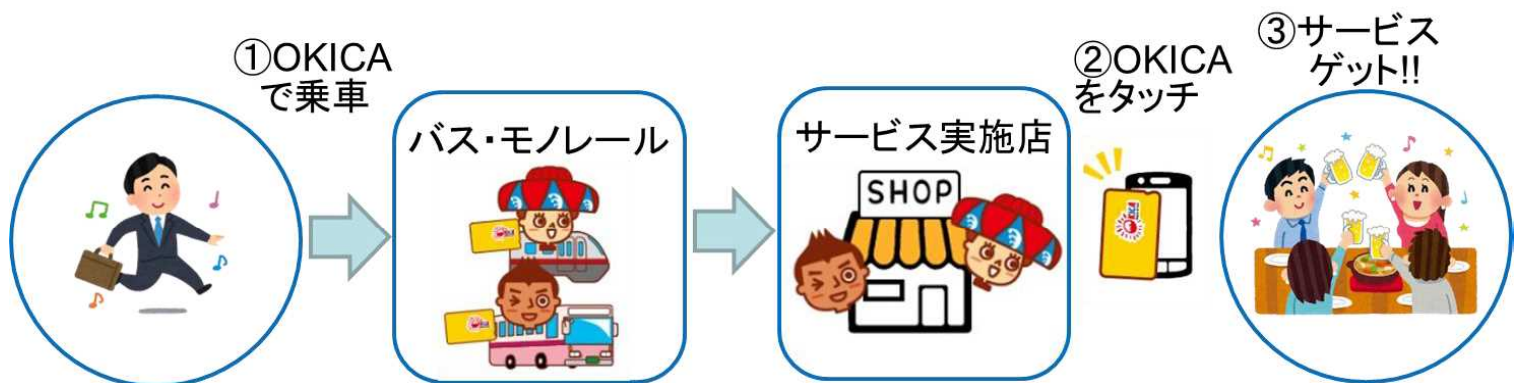 ①OKICA
で乗車
バス・モノレール
サービス実施店
SHOP
②OKICA
をタッチ
③サービス
ゲット!!